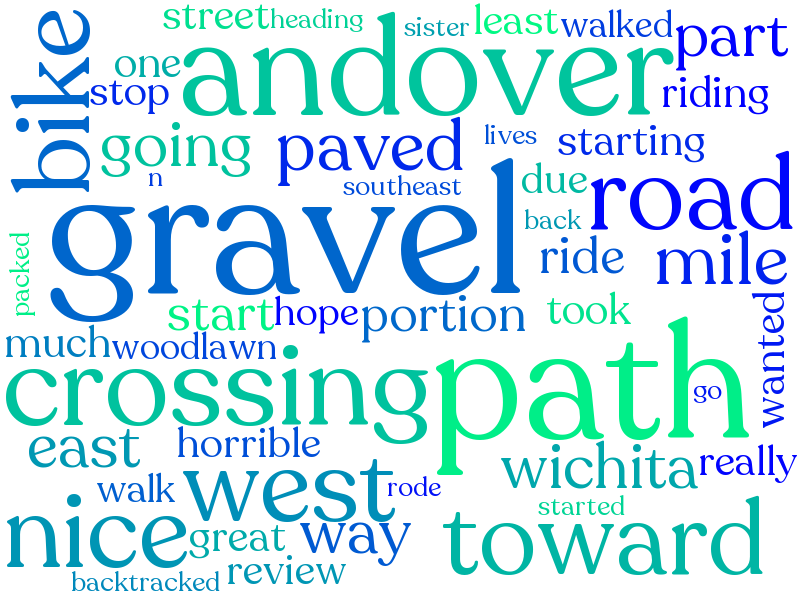 street heading sister least walked part
bike one andover
stop riding
going paved lives starting
n southeast due road
gravel back
packed ride mile
start hope portion took wanted
much woodlawn
crossing path go
east horrible wichita really
walk west rode
nice great way toward started
backtracked review